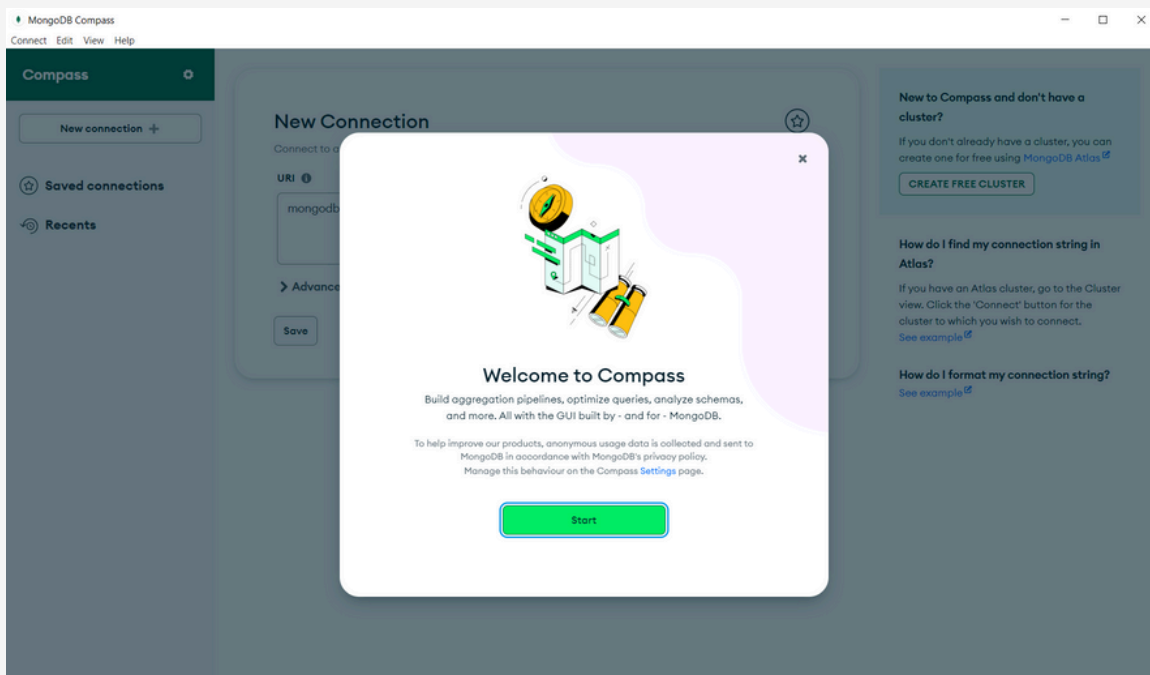 MongoDB Compass
Connect Edit View Help
Compass
New connection +
Saved connections
Recents
New Connection
Connect to a
URI
mongodb
Advance
Save
Welcome to Compass
Build aggregation pipelines, optimize queries, analyze schemas,
and more. All with the GUI built by - and for - MongoDB.
To help improve our products, anonymous usage data is collected and sent to
MongoDB in accordance with MongoDB's privacy policy.
Manage this behaviour on the Compass Settings page.
Start
New to Compass and don't have a
cluster?
If you don't already have a cluster, you can
create one for free using MongoDB Atlas
CREATE FREE CLUSTER
How do I find my connection string in
Atlas?
If you have an Atlas cluster, go to the Cluster
view. Click the 'Connect' button for the
cluster to which you wish to connect.
See example
How do I format my connection string?
See example